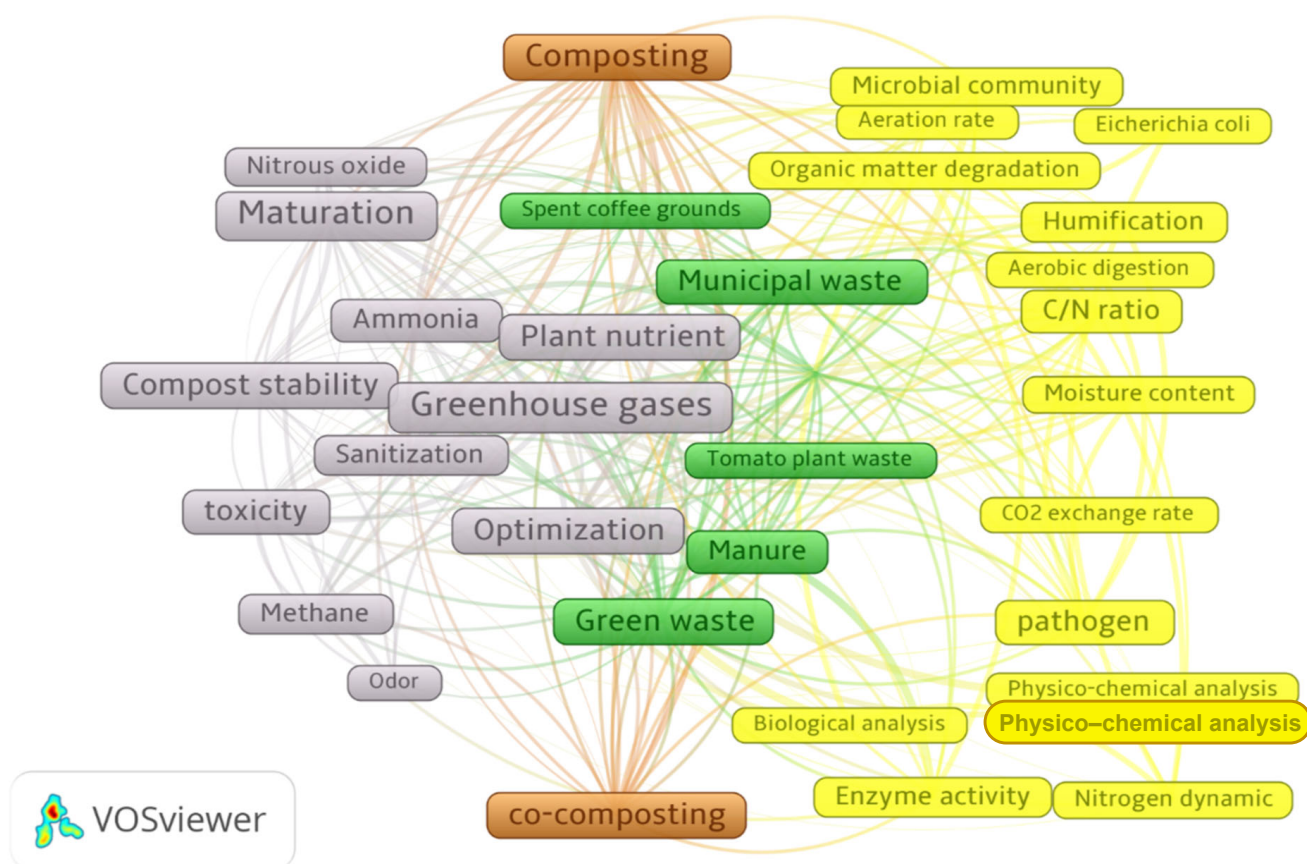 Composting
Microbial community
Aeration rate
Eicherichia coli
Nitrous oxide
Organic matter degradation
Maturation
Spent coffee grounds
Humification
Municipal waste
Aerobic digestion
Ammonia
Plant nutrient
C/N ratio
Compost stability
Greenhouse gases
Moisture content
Sanitization
Tomato plant waste
toxicity
Optimization
CO2 exchange rate
Manure
Methane
Green waste
pathogen
Odor
Physico-chemical analysis
Biological analysis
Physico–chemical analysis
Enzyme activity
Nitrogen dynamic
co-composting
VOSviewer